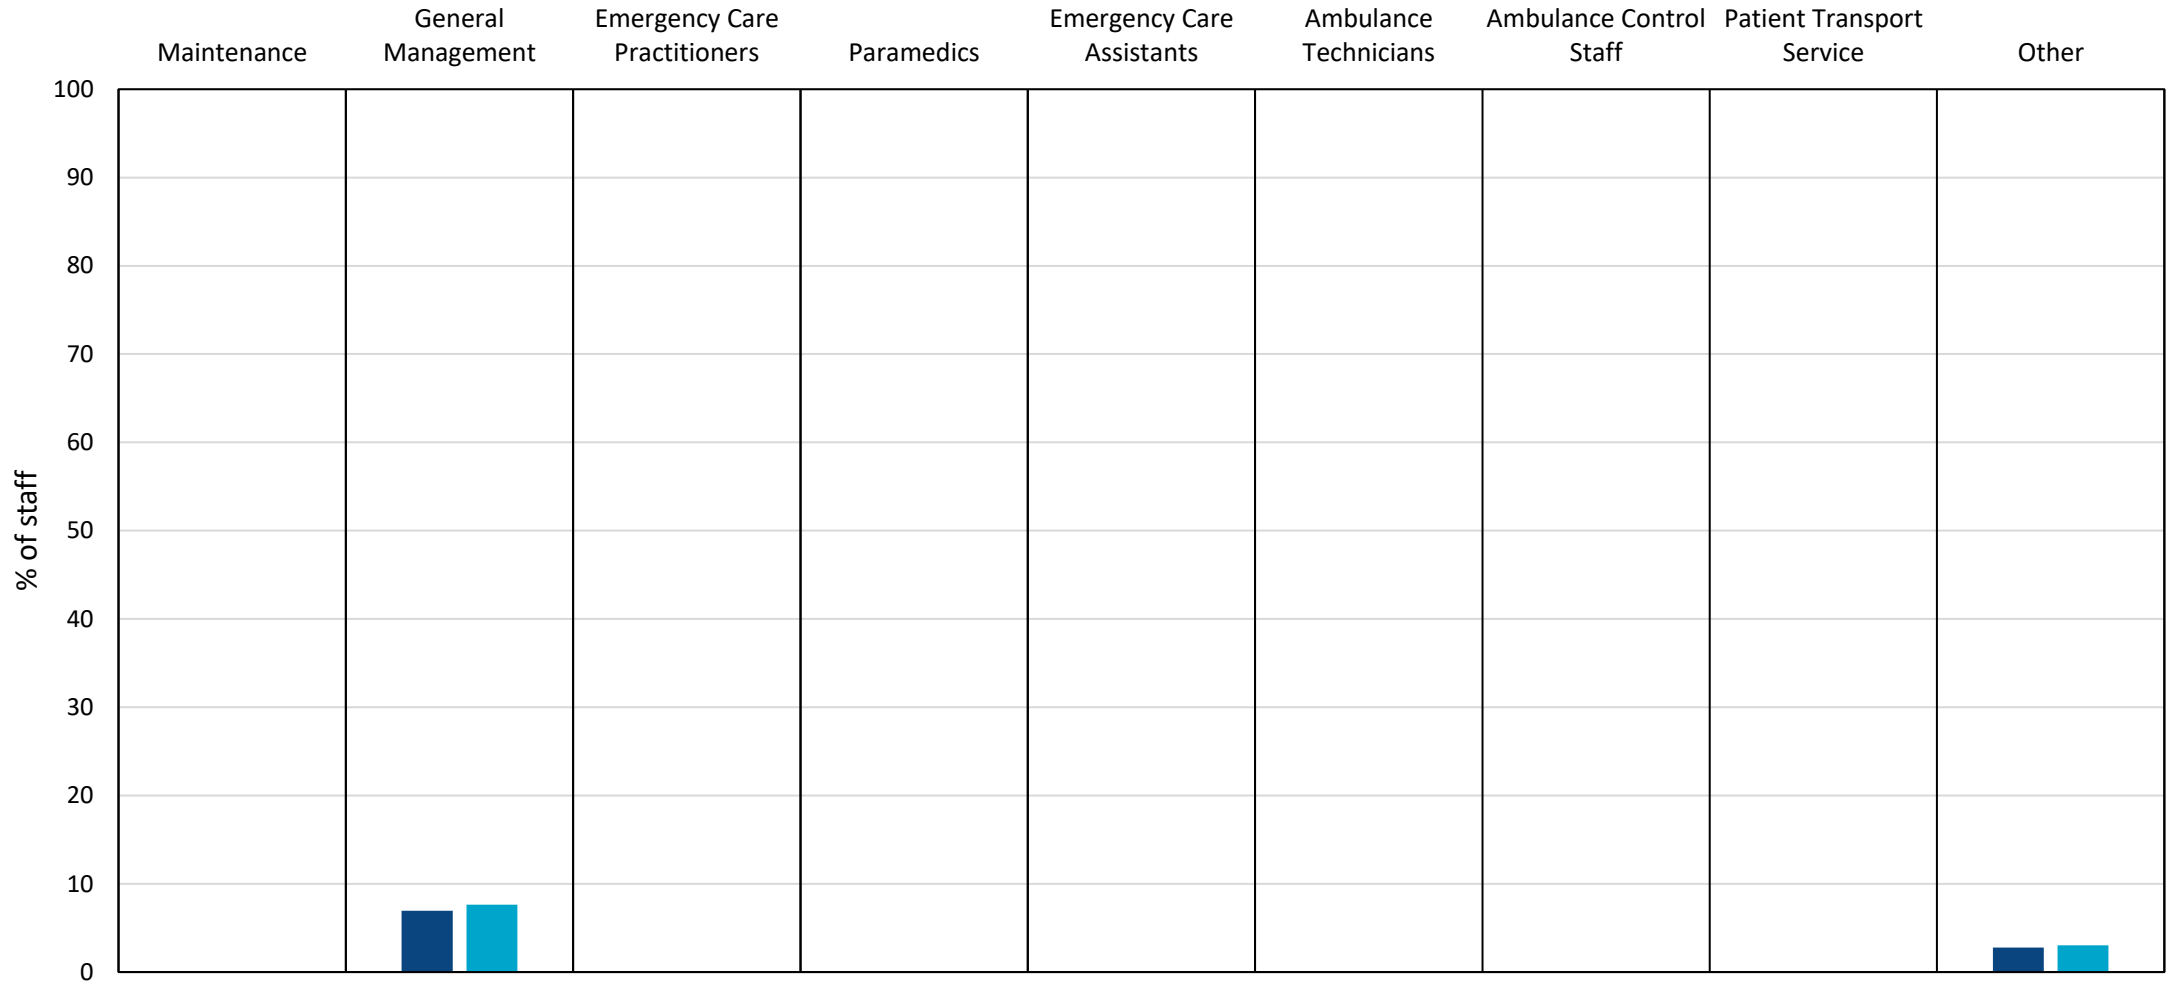 Maintenance
General
Management
Emergency Care
Practitioners
Paramedics
Emergency Care
Assistants
Ambulance
Technicians
Ambulance Control
Staff
Patient Transport
Service
Other
% of staff
100
90
80
70
60
50
40
30
20
10
0